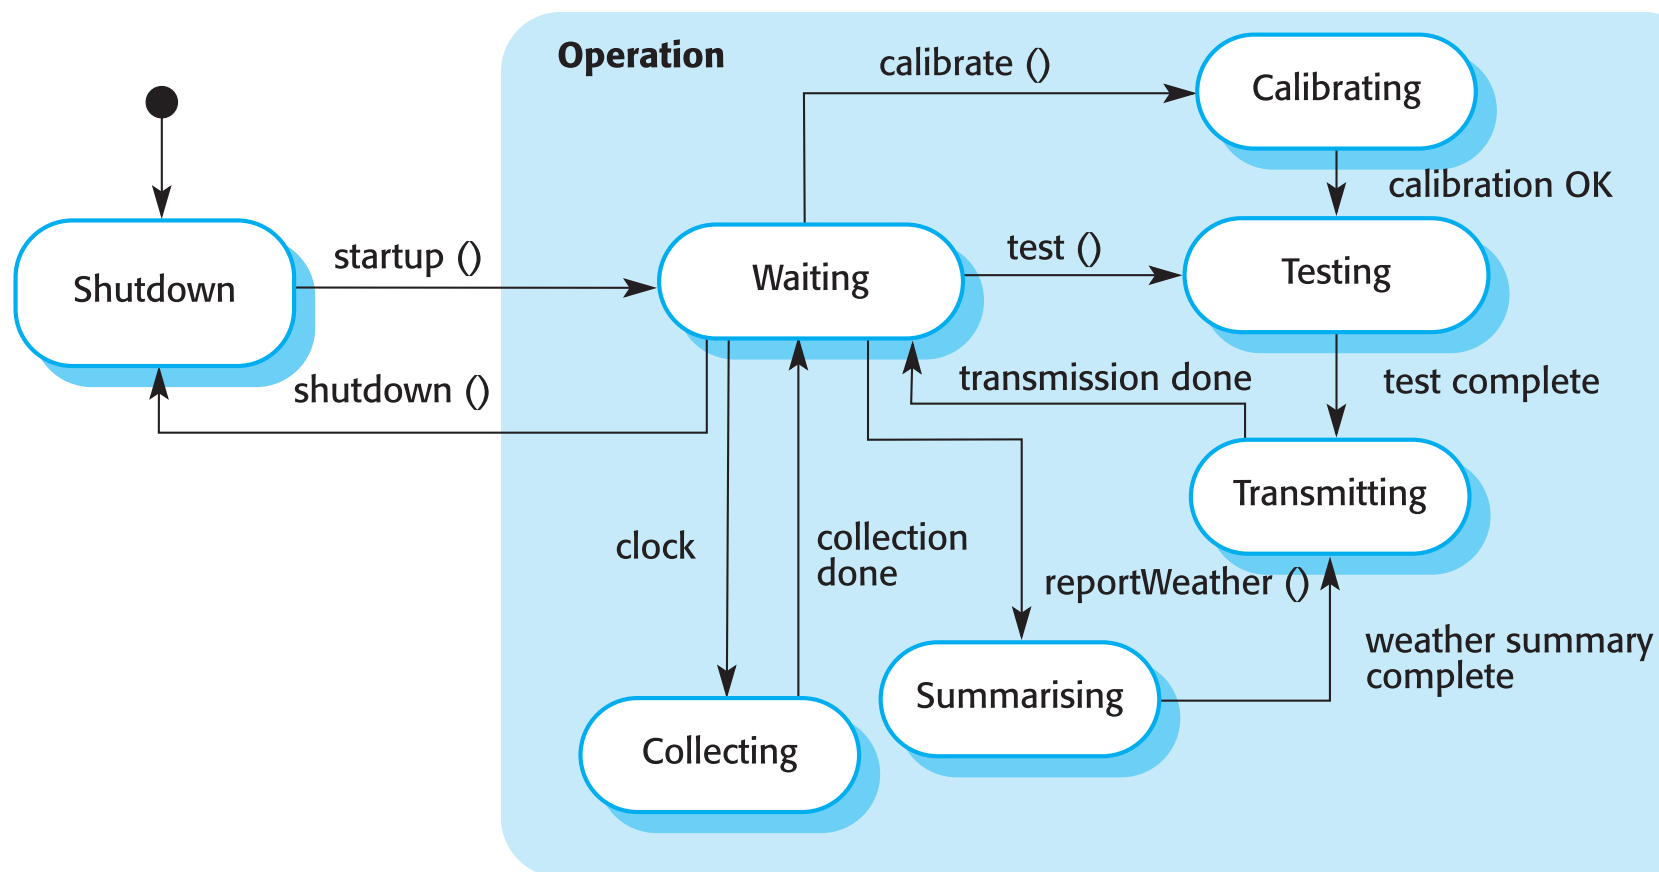 Operation
calibrate ()
Calibrating
calibration OK
startup ()
Shutdown
Waiting
test ()
Testing
shutdown ()
transmission done
test complete
Transmitting
clock
collection
done
reportWeather ()
weather summary
complete
Summarising
Collecting